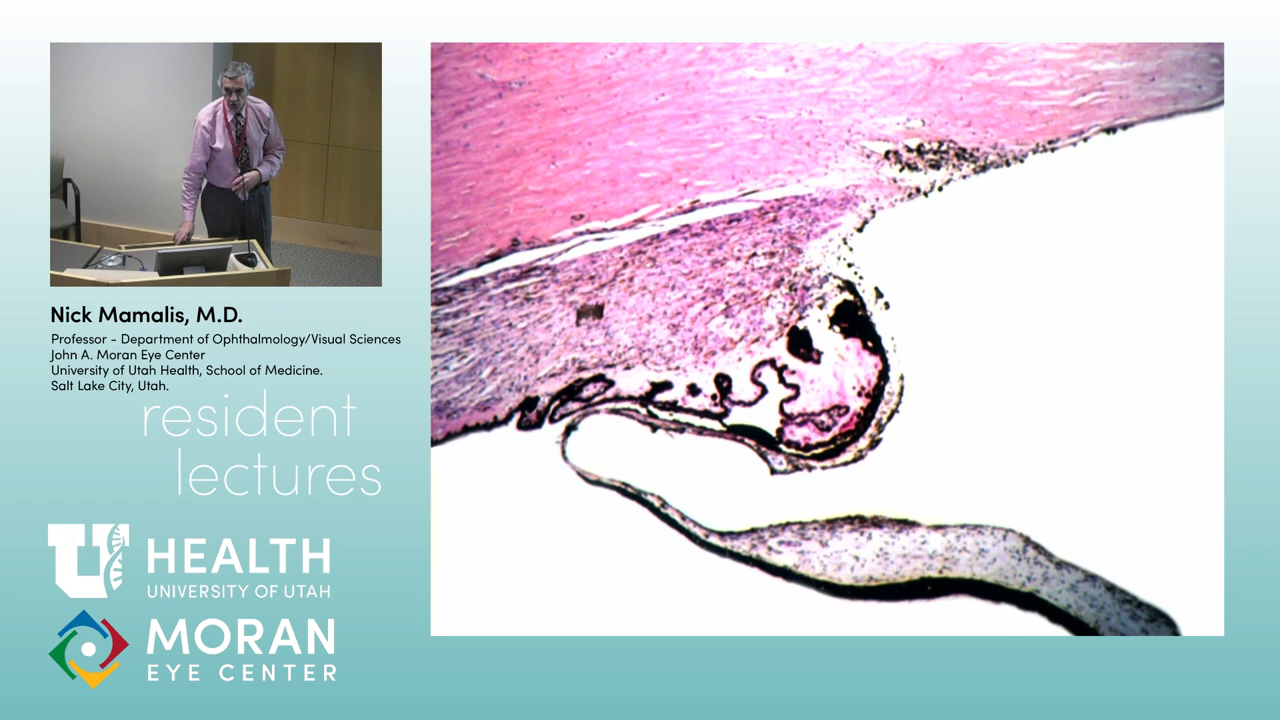 Nick Mamalis, M.D.
Professor - Department of Ophthalmology/Visual Sciences
John A. Moran Eye Center
University of Utah Health, School of Medicine.
Salt Lake City, Utah.
resident
lectures
U HEALTH
UNIVERSITY OF UTAH
MORAN
EYE CENTER